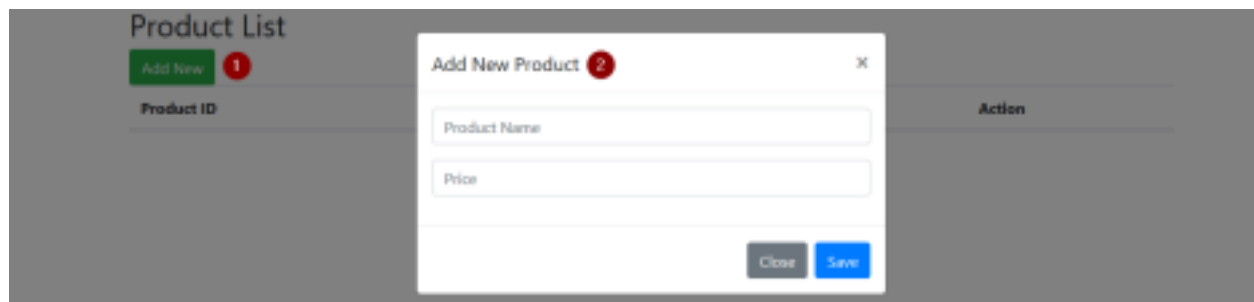 Product List
Add New 1
Add New Product 2 ×
Product ID Action
Product Name
Price
Close Save